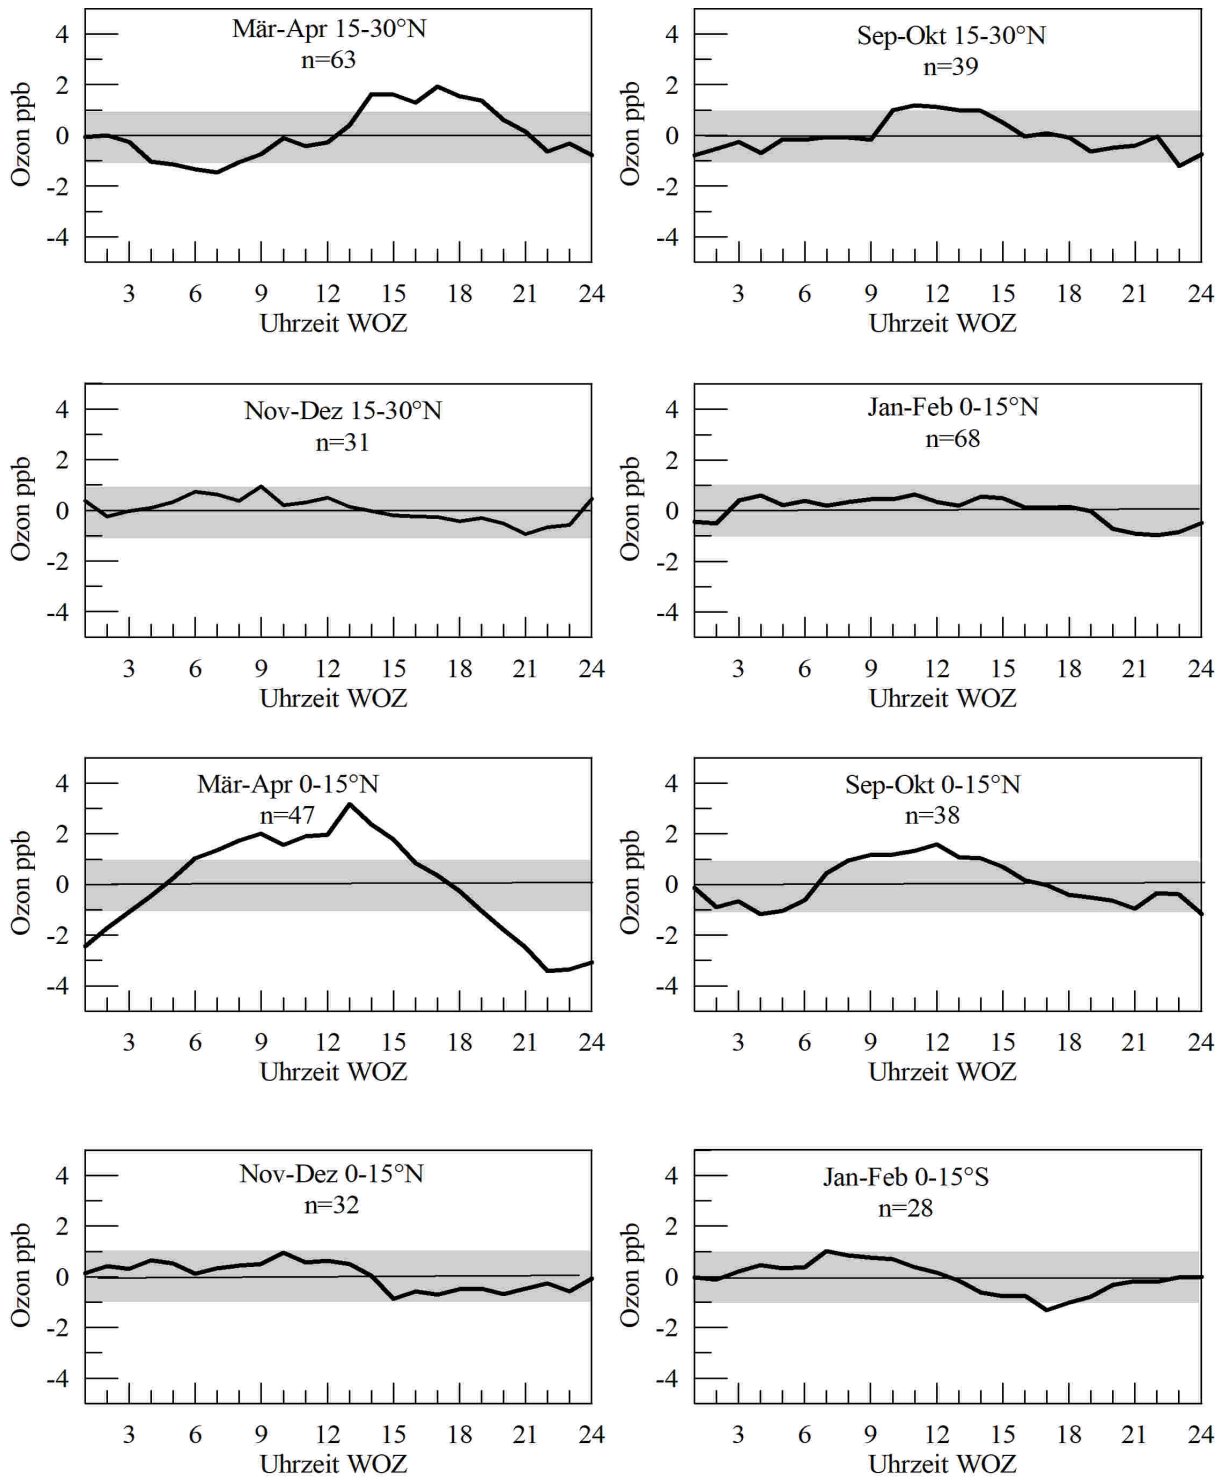 Mär-Apr 15-30°N
n=63
Ozon ppb
4
2
0
-2
-4
3 6 9 12 15 18 21 24
Uhrzeit WOZ
Sep-Okt 15-30°N
n=39
Ozon ppb
4
2
0
-2
-4
3 6 9 12 15 18 21 24
Uhrzeit WOZ
Nov-Dez 15-30°N
n=31
Ozon ppb
4
2
0
-2
-4
3 6 9 12 15 18 21 24
Uhrzeit WOZ
Jan-Feb 0-15°N
n=68
Ozon ppb
4
2
0
-2
-4
3 6 9 12 15 18 21 24
Uhrzeit WOZ
Mär-Apr 0-15°N
n=47
Ozon ppb
4
2
0
-2
-4
3 6 9 12 15 18 21 24
Uhrzeit WOZ
Sep-Okt 0-15°N
n=38
Ozon ppb
4
2
0
-2
-4
3 6 9 12 15 18 21 24
Uhrzeit WOZ
Nov-Dez 0-15°N
n=32
Ozon ppb
4
2
0
-2
-4
3 6 9 12 15 18 21 24
Uhrzeit WOZ
Jan-Feb 0-15°S
n=28
Ozon ppb
4
2
0
-2
-4
3 6 9 12 15 18 21 24
Uhrzeit WOZ